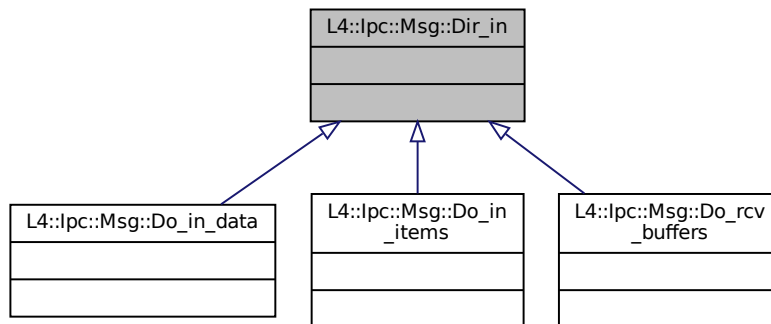 L4::Ipc::Msg::Dir_in
L4::Ipc::Msg::Do_in_data
L4::Ipc::Msg::Do_in
_items
L4::Ipc::Msg::Do_rcv
_buffers